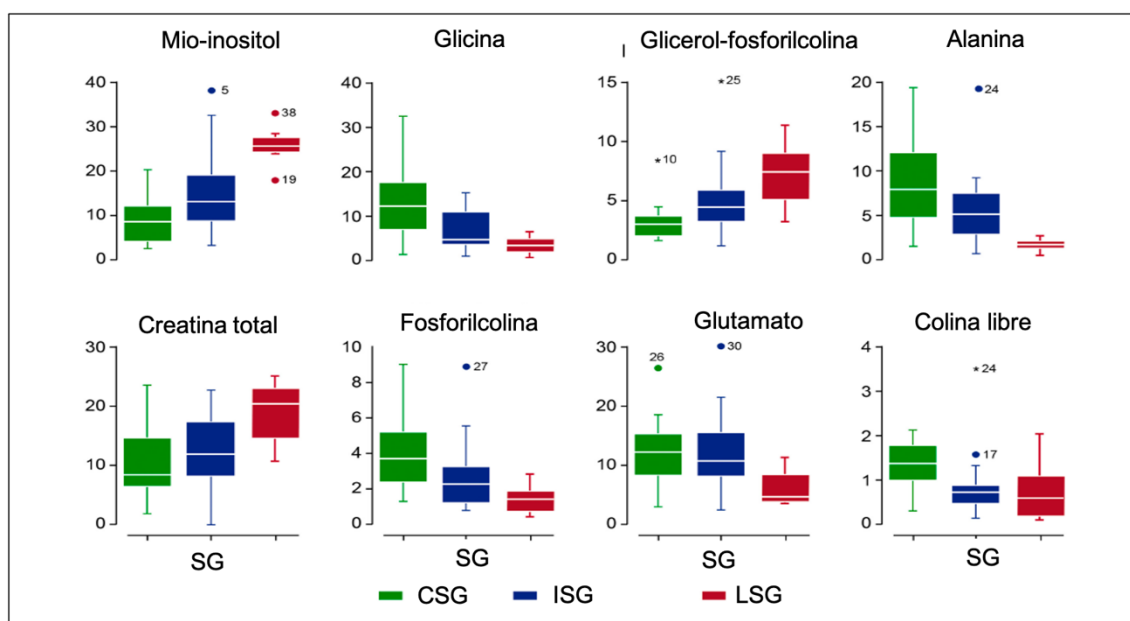 Mio-inositol Glicina Glicerol-fosforilcolina Alanina
40 40 15 20
30 30 10 15
20 20 5 10
10 10 0 5
0 0 0
5 38 19
10 25
24
Creatina total Fosforilcolina Glutamato Colina libre
30 10 30 4
20 8 20 3
10 6 10 2
0 4 0 1
2 0
0
27
26 30
24 17
SG SG SG SG
CSG ISG LSG